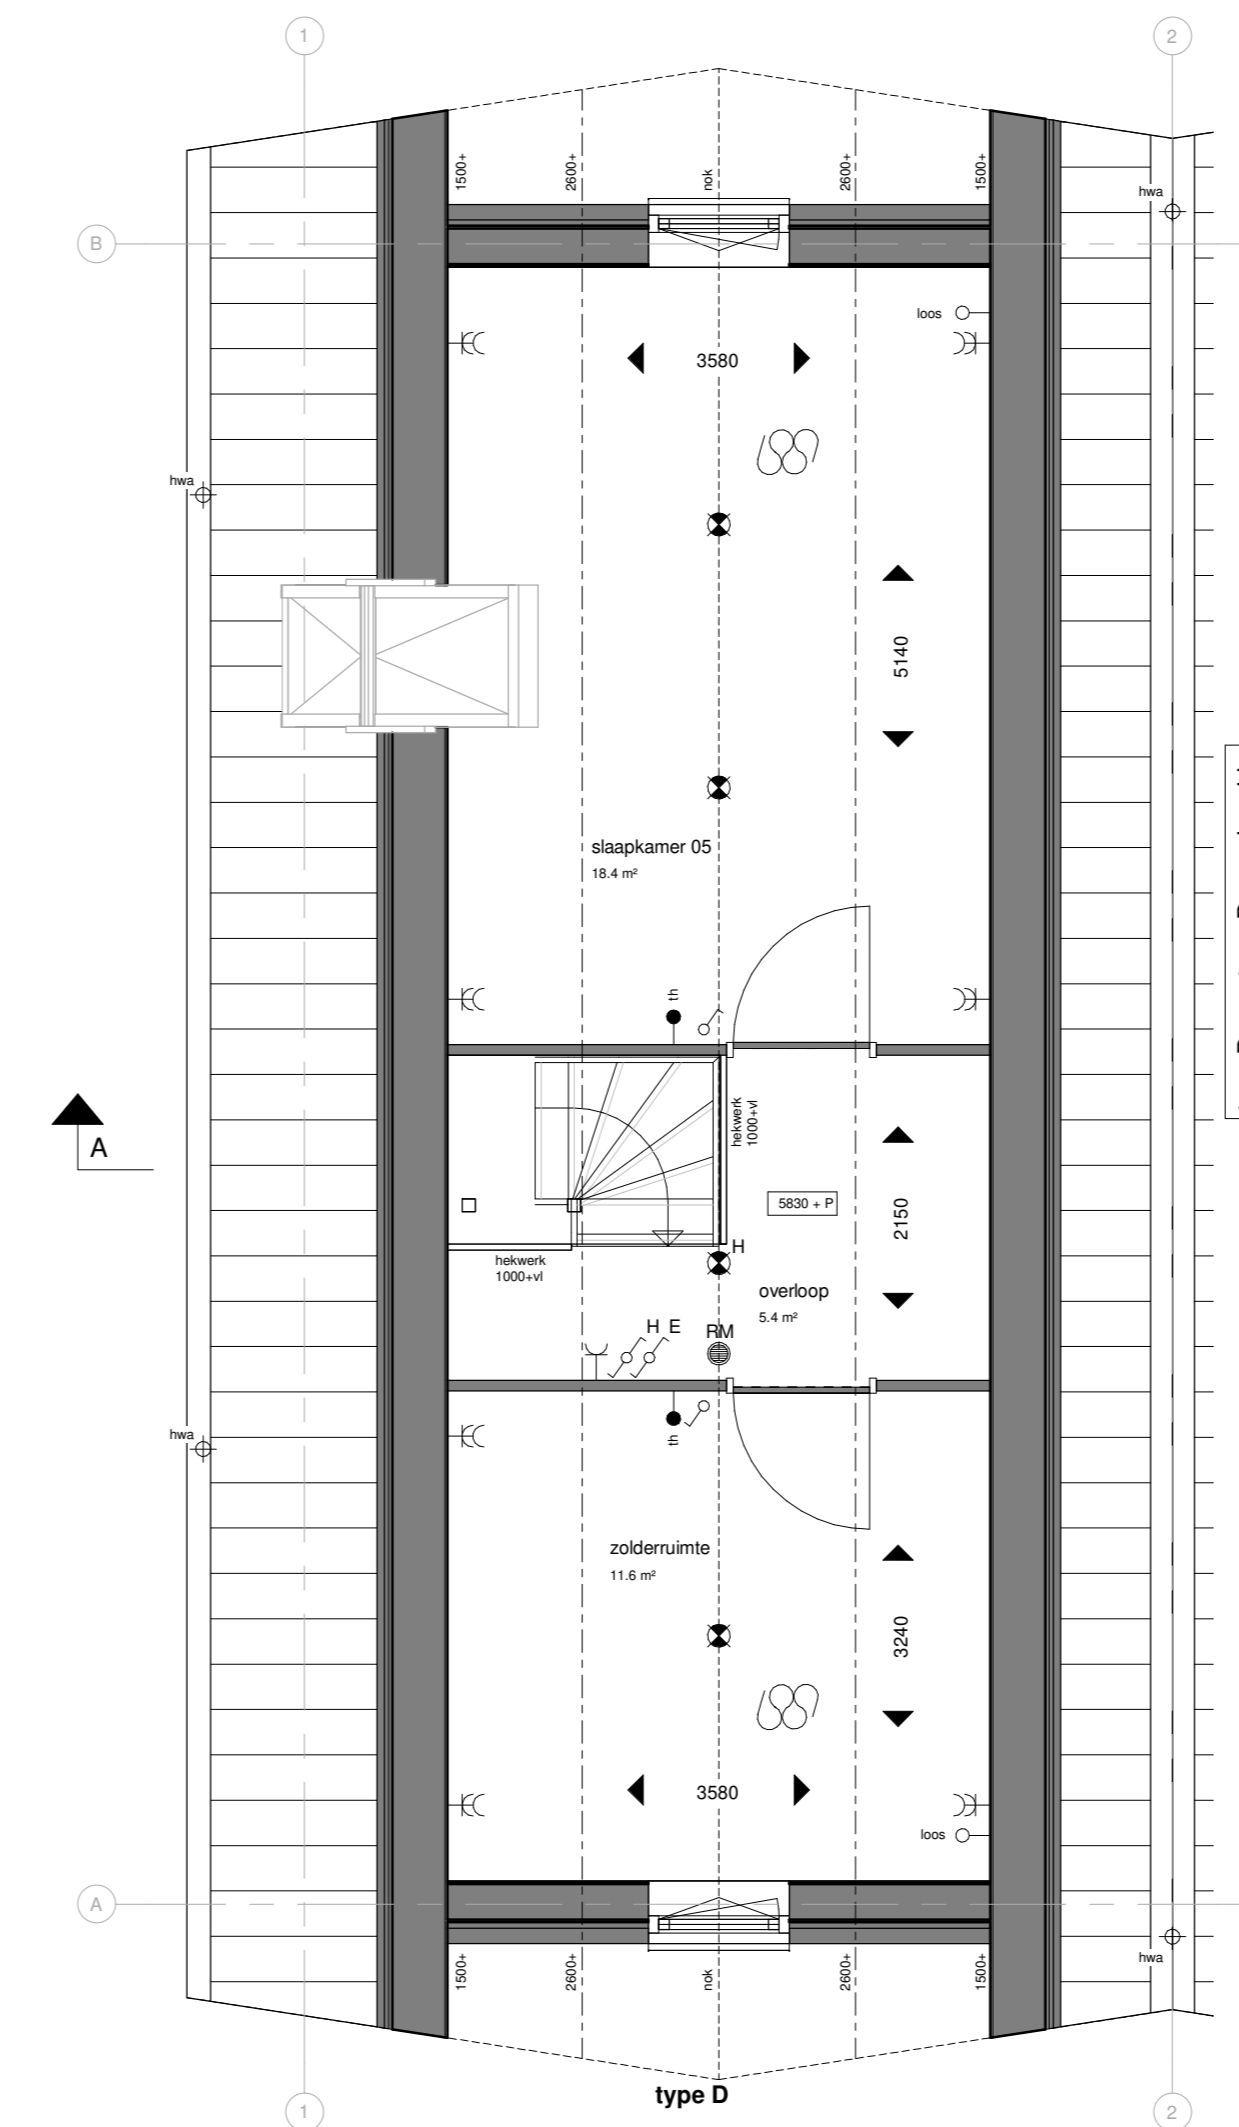 1
2
1500+
2600+
nok
2600+
1500+
hwa
B
loos
3580
hwa
5140
slaapkamer 05
18.4 m²
th
hekwerk
1000+vl
A
5830 + P
2150
H
hekwerk
1000+vl
overloop
5.4 m²
H E
RM
th
hwa
zolderruimte
11.6 m²
3240
3580
loos
A
1500+
2600+
nok
2600+
1500+
hwa
type D
1
2